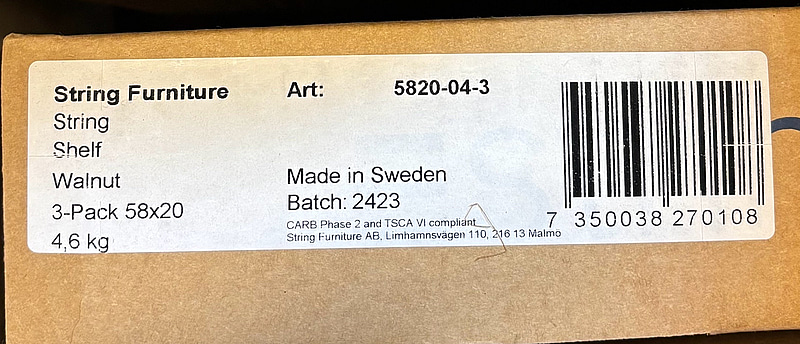 String Furniture
String
Shelf
Walnut
3-Pack 58x20
4,6 kg
Art: 5820-04-3
Made in Sweden
Batch: 2423
CARB Phase 2 and TSCA VI compliant
String Furniture AB, Limhamnsvägen 110, 216 13 Malmo
7 350038 270108